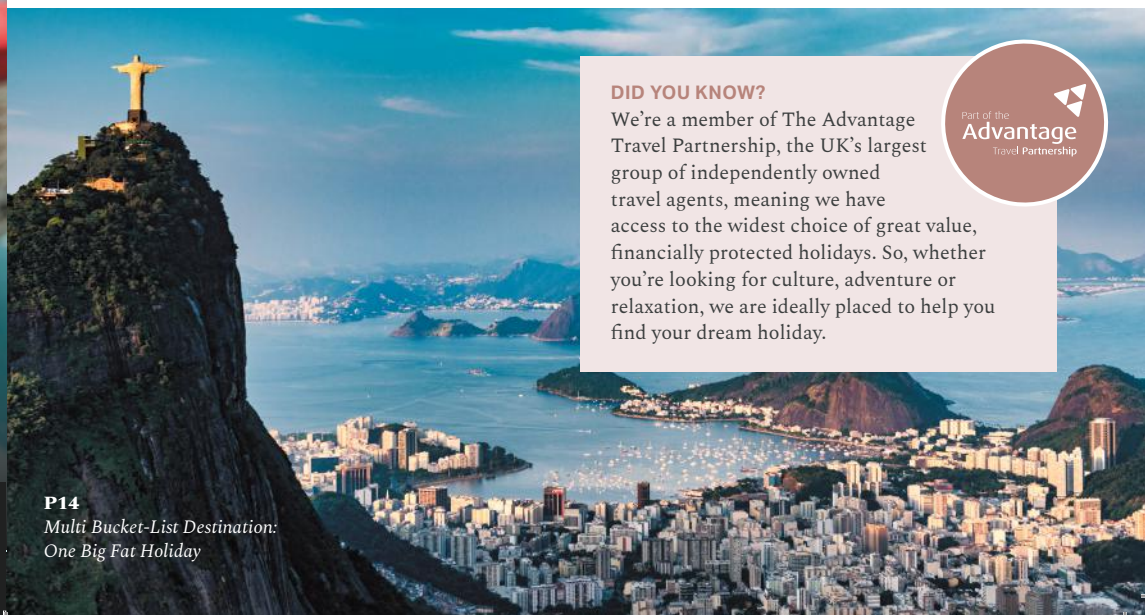 DID YOU KNOW?
We’re a member of The Advantage
Travel Partnership, the UK’s largest
group of independently owned
travel agents, meaning we have
access to the widest choice of great value,
financially protected holidays. So, whether
you’re looking for culture, adventure or
relaxation, we are ideally placed to help you
find your dream holiday.
Part of the
Advantage
Travel Partnership
P14
Multi Bucket-List Destination:
One Big Fat Holiday